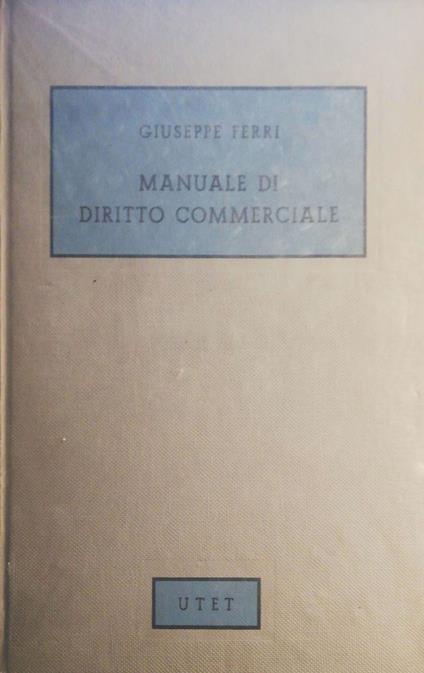 GIUSEPPE FERRI
MANUALE DI
DIRITTO COMMERCIALE
UTET